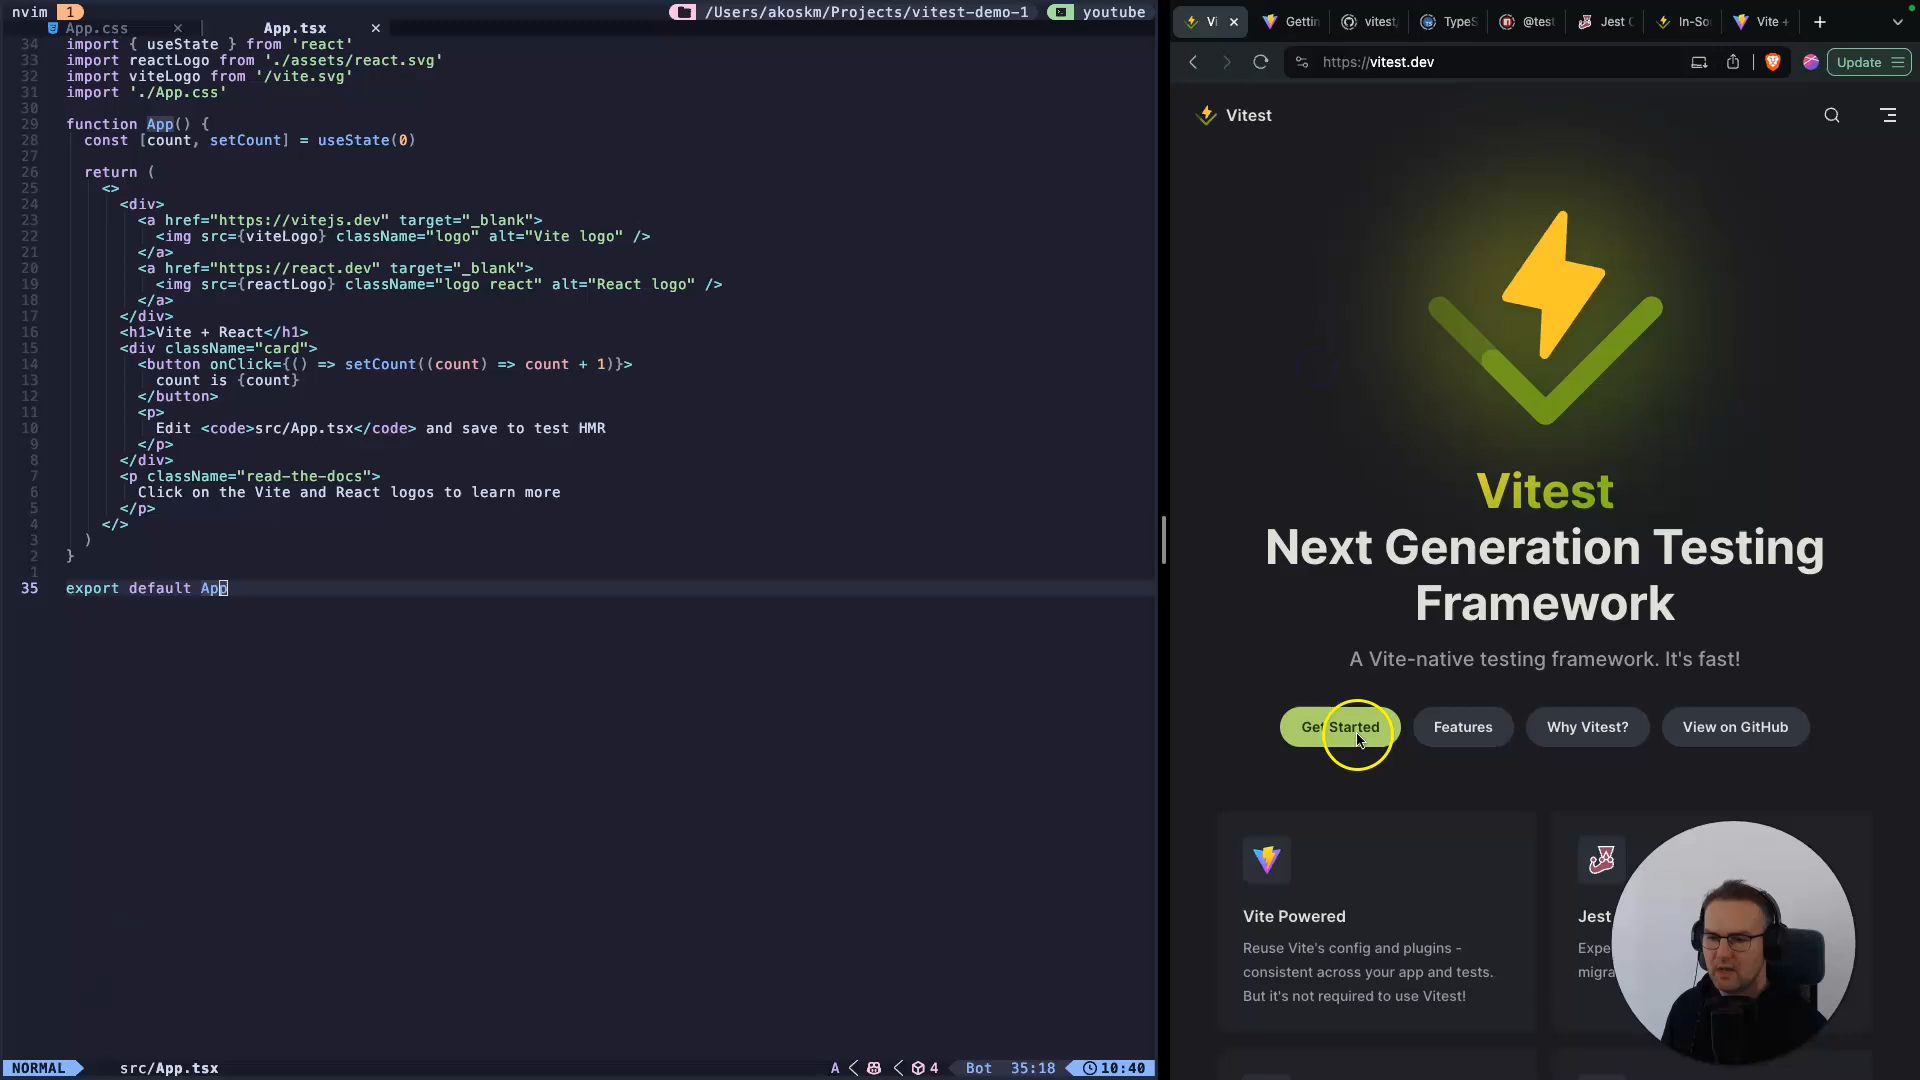 nvim 1 /Users/akoskm/Projects/vitest-demo-1 youtube
App.css App.tsx
34 import { useState } from 'react'
33 import reactLogo from './assets/react.svg'
32 import viteLogo from '/vite.svg'
31 import './App.css'
30
29 function App() {
28 const [count, setCount] = useState(0)
27
26 return (
25 <>
24 <div>
23 <a href="https://vitejs.dev" target="_blank">
22 <img src={viteLogo} className="logo" alt="Vite logo" />
21 </a>
20 <a href="https://react.dev" target="_blank">
19 <img src={reactLogo} className="logo react" alt="React logo" />
18 </a>
17 </div>
16 <h1>Vite + React</h1>
15 <div className="card">
14 <button onClick={() => setCount((count) => count + 1)}>
13 count is {count}
12 </button>
11 <p>
10 Edit <code>src/App.tsx</code> and save to test HMR
9 </p>
8 </div>
7 <p className="read-the-docs">
6 Click on the Vite and React logos to learn more
5 </p>
4 </>
3 )
2 }
1
35 export default App
NORMAL src/App.tsx A 4 Bot 35:18 10:40
Vi Gettin vitest/ TypeS @test Jest C In-So Vite +
https://vitest.dev Update
Vitest
Vitest
Next Generation Testing
Framework
A Vite-native testing framework. It's fast!
Get Started Features Why Vitest? View on GitHub
Vite Powered
Reuse Vite's config and plugins -
consistent across your app and tests.
But it's not required to use Vitest!
Jest
Expe
migra